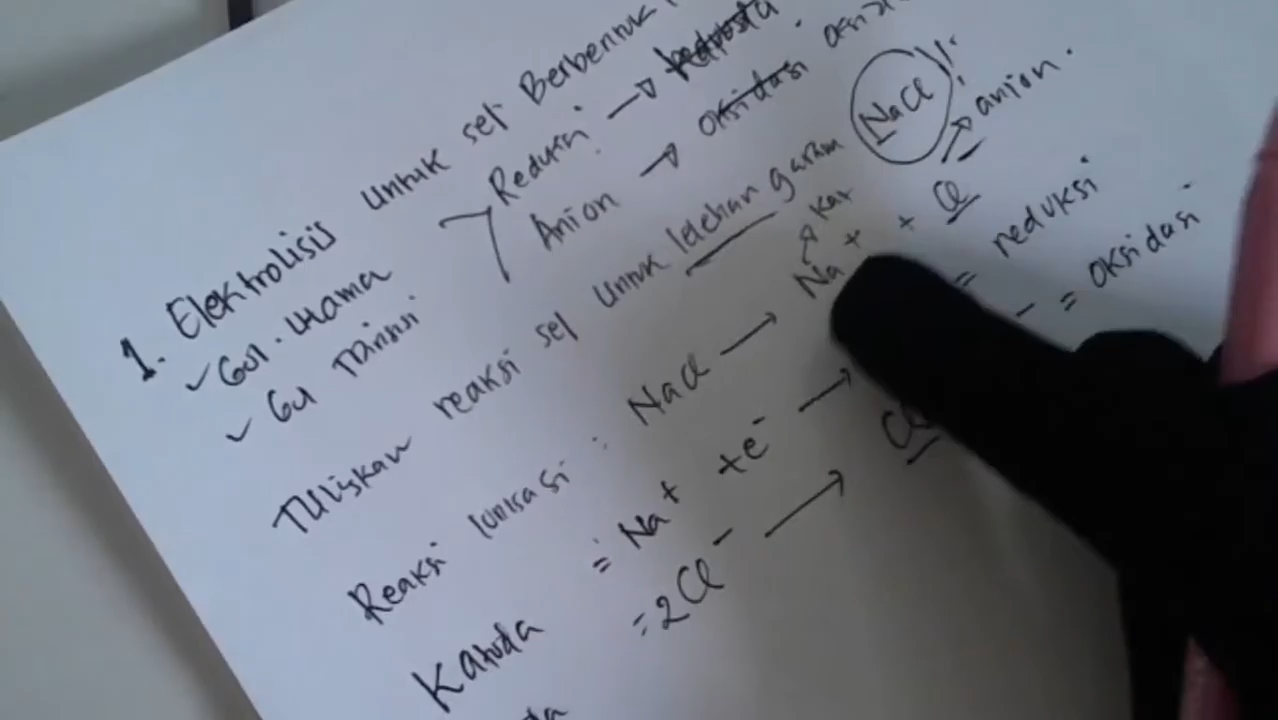 1. Elektrolisis untuk sel Berbentuk
✓ Gol. Utama
✓ Gol Transisi
Reduksi →
Anion → oksidasi
Tuliskan reaksi sel untuk lelehan garam NaCl
Kat anion.
Reaksi Ionisasi : NaCl → Na+ + Cl
Katoda = Na+ +e- → = reduksi
= 2Cl- → Cl - = oksidasi